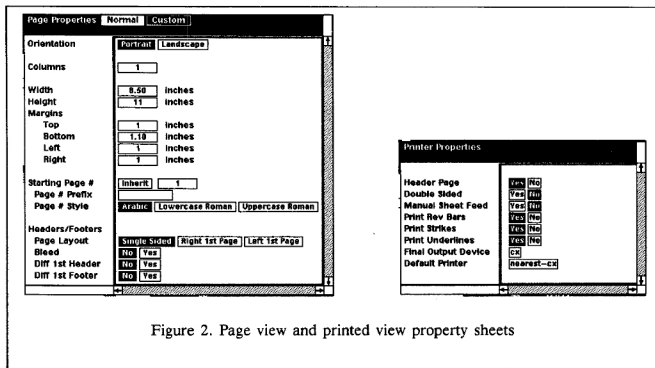 Page Properties Normal Custom
Orientation Portrait Landscape
Columns 1
Width 8.50 inches
Height 11 inches
Margins
Top 1 inches
Bottom 1.10 inches
Left 1 inches
Right 1 inches
Starting Page # Inherit 1
Page # Prefix
Page # Style Arabic Lowercase Roman Uppercase Roman
Headers/Footers
Page Layout Single Sided Right 1st Page Left 1st Page
Bleed No Yes
Diff 1st Header No Yes
Diff 1st Footer No Yes
Printer Properties
Header Page Yes No
Double Sided Yes No
Manual Sheet Feed Yes No
Print Rev Bars Yes No
Print Strikes Yes No
Print Underlines Yes No
Final Output Device cx
Default Printer nearest-cx
Figure 2. Page view and printed view property sheets